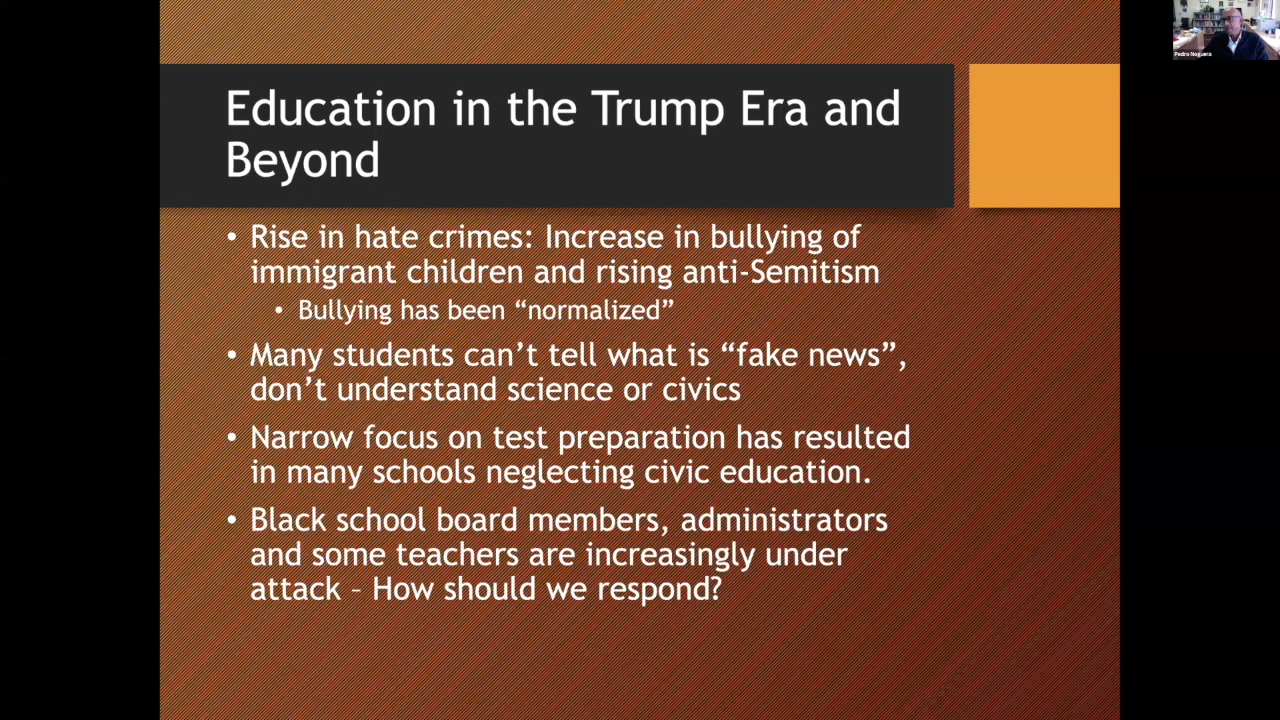 Pedro Noguera
Education in the Trump Era and
Beyond
• Rise in hate crimes: Increase in bullying of
immigrant children and rising anti-Semitism
• Bullying has been “normalized”
• Many students can’t tell what is “fake news”,
don’t understand science or civics
• Narrow focus on test preparation has resulted
in many schools neglecting civic education.
• Black school board members, administrators
and some teachers are increasingly under
attack – How should we respond?